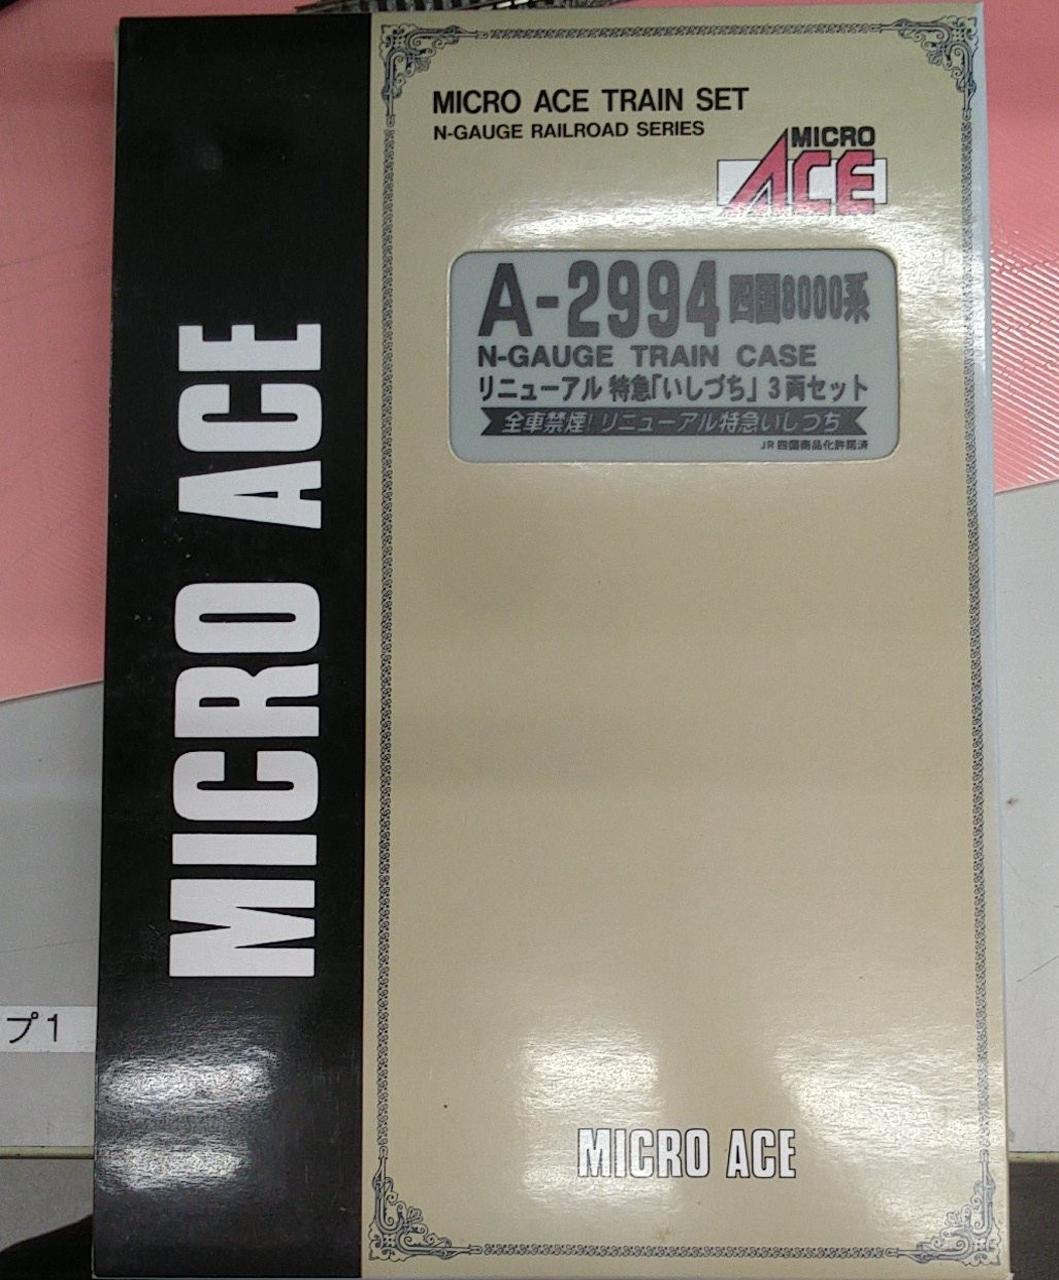 MICRO ACE TRAIN SET
N-GAUGE RAILROAD SERIES
MICRO
ACE
A-2994 四国8000系
N-GAUGE TRAIN CASE
リニューアル 特急「いしづち」 3両セット
全車禁煙! リニューアル特急いしづち
JR四国商品化許諾済
MICRO ACE
プ1
MICRO ACE